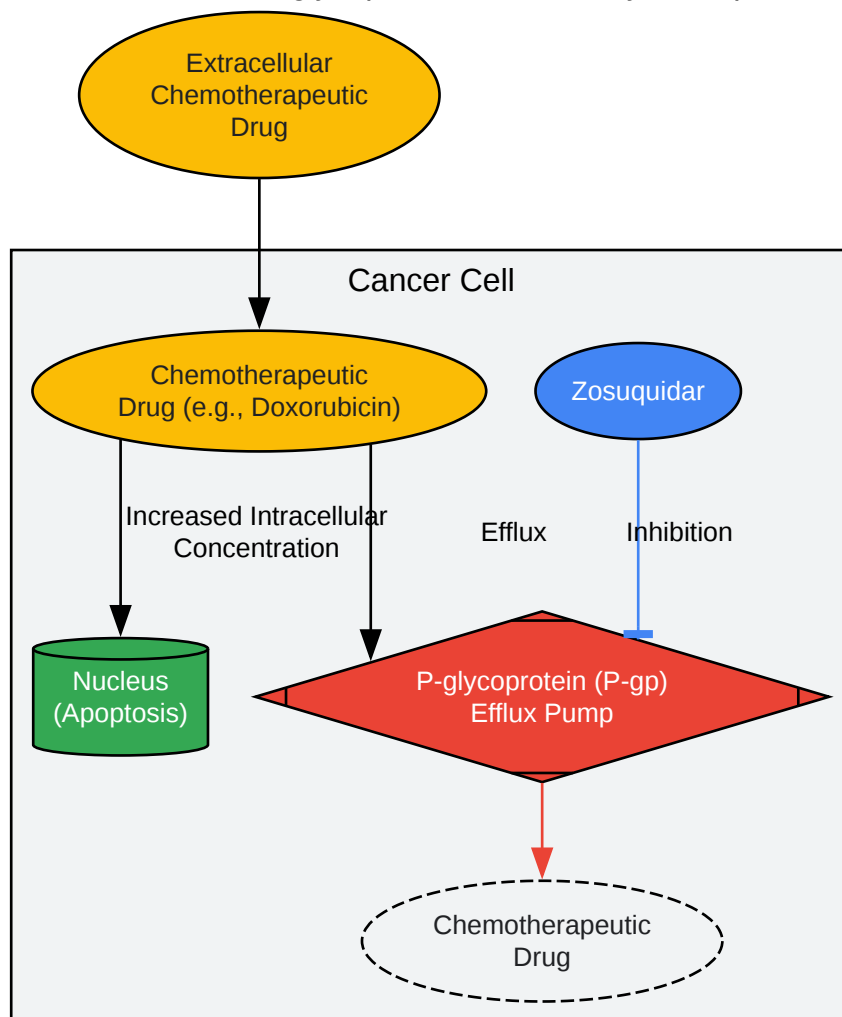 Extracellular
Chemotherapeutic
Drug
Cancer Cell
Chemotherapeutic
Drug (e.g., Doxorubicin)
Zosuquidar
Increased Intracellular
Concentration
Efflux
Inhibition
Nucleus
(Apoptosis)
P-glycoprotein (P-gp)
Efflux Pump
Chemotherapeutic
Drug